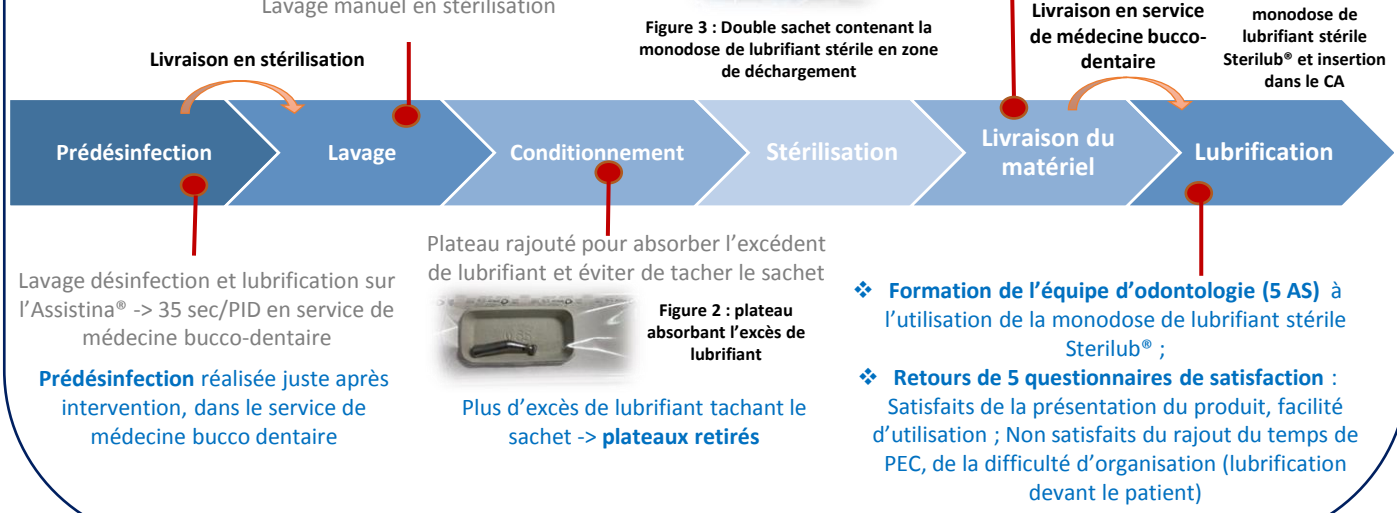 Lavage manuel en stérilisation
Livraison en stérilisation
Figure 3 : Double sachet contenant la
monodose de lubrifiant stérile en zone
de déchargement
Livraison en service
de médecine bucco-
dentaire
monodose de
lubrifiant stérile
Sterilub® et insertion
dans le CA
Prédésinfection
Lavage
Conditionnement
Stérilisation
Livraison du
matériel
Lubrification
Lavage désinfection et lubrification sur
l’Assistina® -> 35 sec/PID en service de
médecine bucco-dentaire
Prédésinfection réalisée juste après
intervention, dans le service de
médecine bucco dentaire
Plateau rajouté pour absorber l’excédent
de lubrifiant et éviter de tacher le sachet
Figure 2 : plateau
absorbant l’excès de
lubrifiant
Plus d’excès de lubrifiant tachant le
sachet -> plateaux retirés
❖ Formation de l’équipe d’odontologie (5 AS) à
l’utilisation de la monodose de lubrifiant stérile
Sterilub® ;
❖ Retours de 5 questionnaires de satisfaction :
Satisfaits de la présentation du produit, facilité
d’utilisation ; Non satisfaits du rajout du temps de
PEC, de la difficulté d’organisation (lubrification
devant le patient)